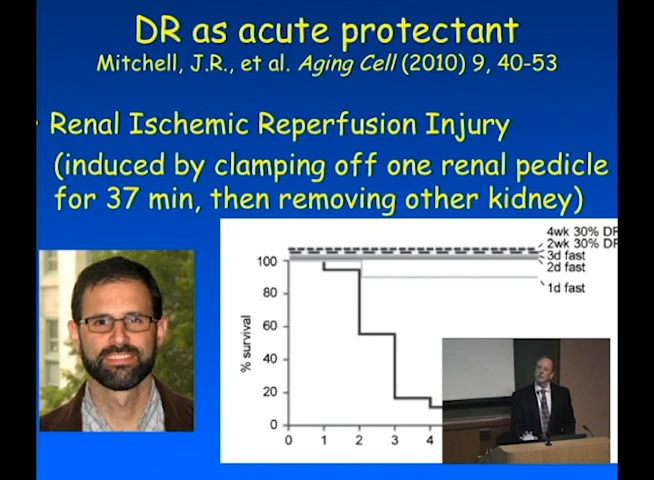 DR as acute protectant
Mitchell, J.R., et al. Aging Cell (2010) 9, 40-53
Renal Ischemic Reperfusion Injury
(induced by clamping off one renal pedicle
for 37 min, then removing other kidney)
4wk 30% DR
2wk 30% DR
3d fast
2d fast
1d fast
% survival
100
80
60
40
20
0
0 1 2 3 4